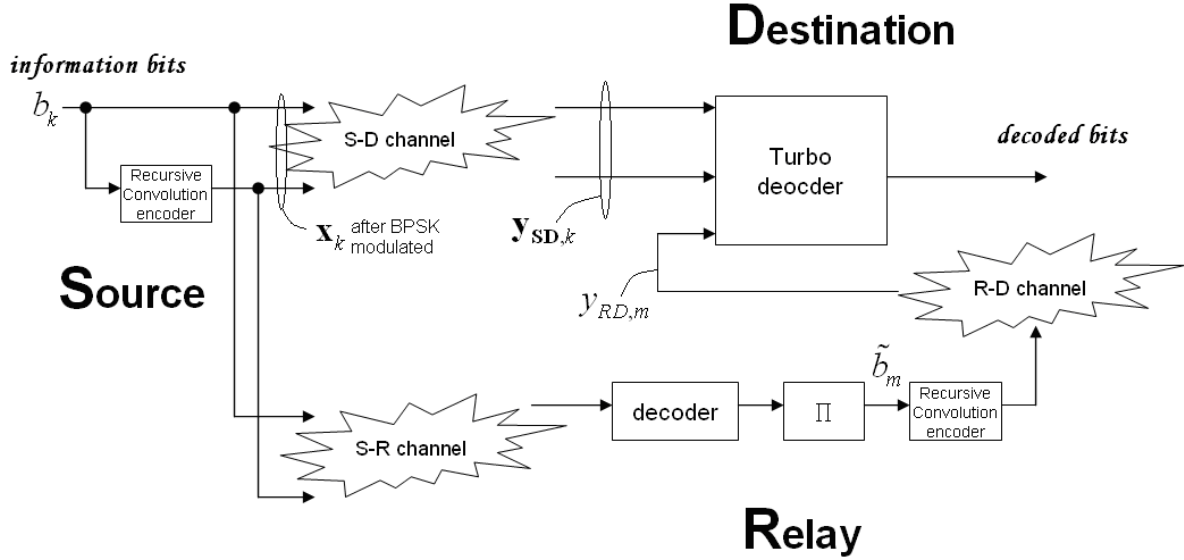 Destination
information bits
b_k
S-D channel
decoded bits
Turbo
deocder
Recursive
Convolution
encoder
x_k after BPSK
modulated
y_SD,k
Source
R-D channel
y_RD,m
b̃_m
decoder
Π
Recursive
Convolution
encoder
S-R channel
Relay